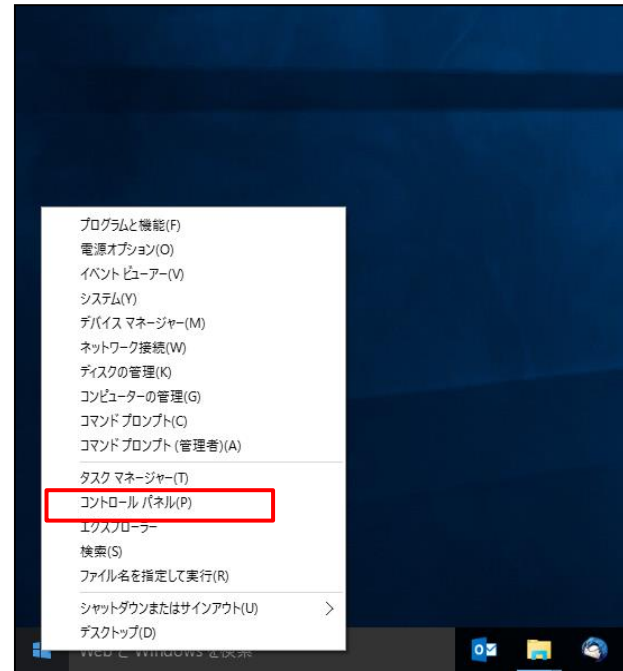 プログラムと機能(F)
電源オプション(O)
イベント ビューアー(V)
システム(Y)
デバイス マネージャー(M)
ネットワーク接続(W)
ディスクの管理(K)
コンピューターの管理(G)
コマンド プロンプト(C)
コマンド プロンプト (管理者)(A)
タスク マネージャー(T)
コントロール パネル(P)
エクスプローラー
検索(S)
ファイル名を指定して実行(R)
シャットダウンまたはサインアウト(U)
デスクトップ(D)
Web と Windows を検索